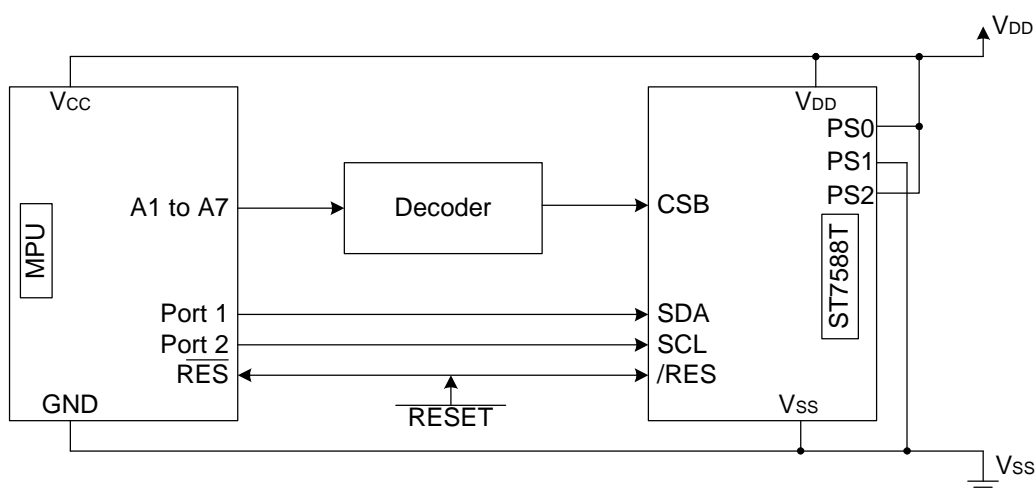 VDD
VCC
VDD
PS0
PS1
PS2
A1 to A7
Decoder
CSB
MPU
ST7588T
Port 1
SDA
Port 2
SCL
RES
/RES
GND
RESET
VSS
VSS